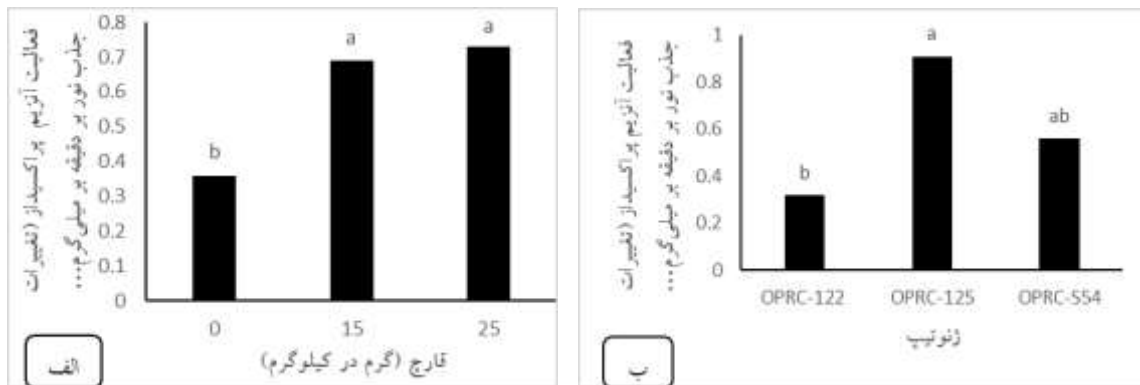 فعالیت آنزیم پراکسیداز (تغییرات
جذب نور بر دقیقه بر میلی‌گرم...
0.8
0.7
0.6
0.5
0.4
0.3
0.2
0.1
0
b
a
a
0
15
25
قارچ (گرم در کیلوگرم)
الف
فعالیت آنزیم پراکسیداز (تغییرات
جذب نور بر دقیقه بر میلی‌گرم...
1
0.8
0.6
0.4
0.2
0
b
a
ab
OPRC-122
OPRC-125
OPRC-554
ژنوتیپ
ب